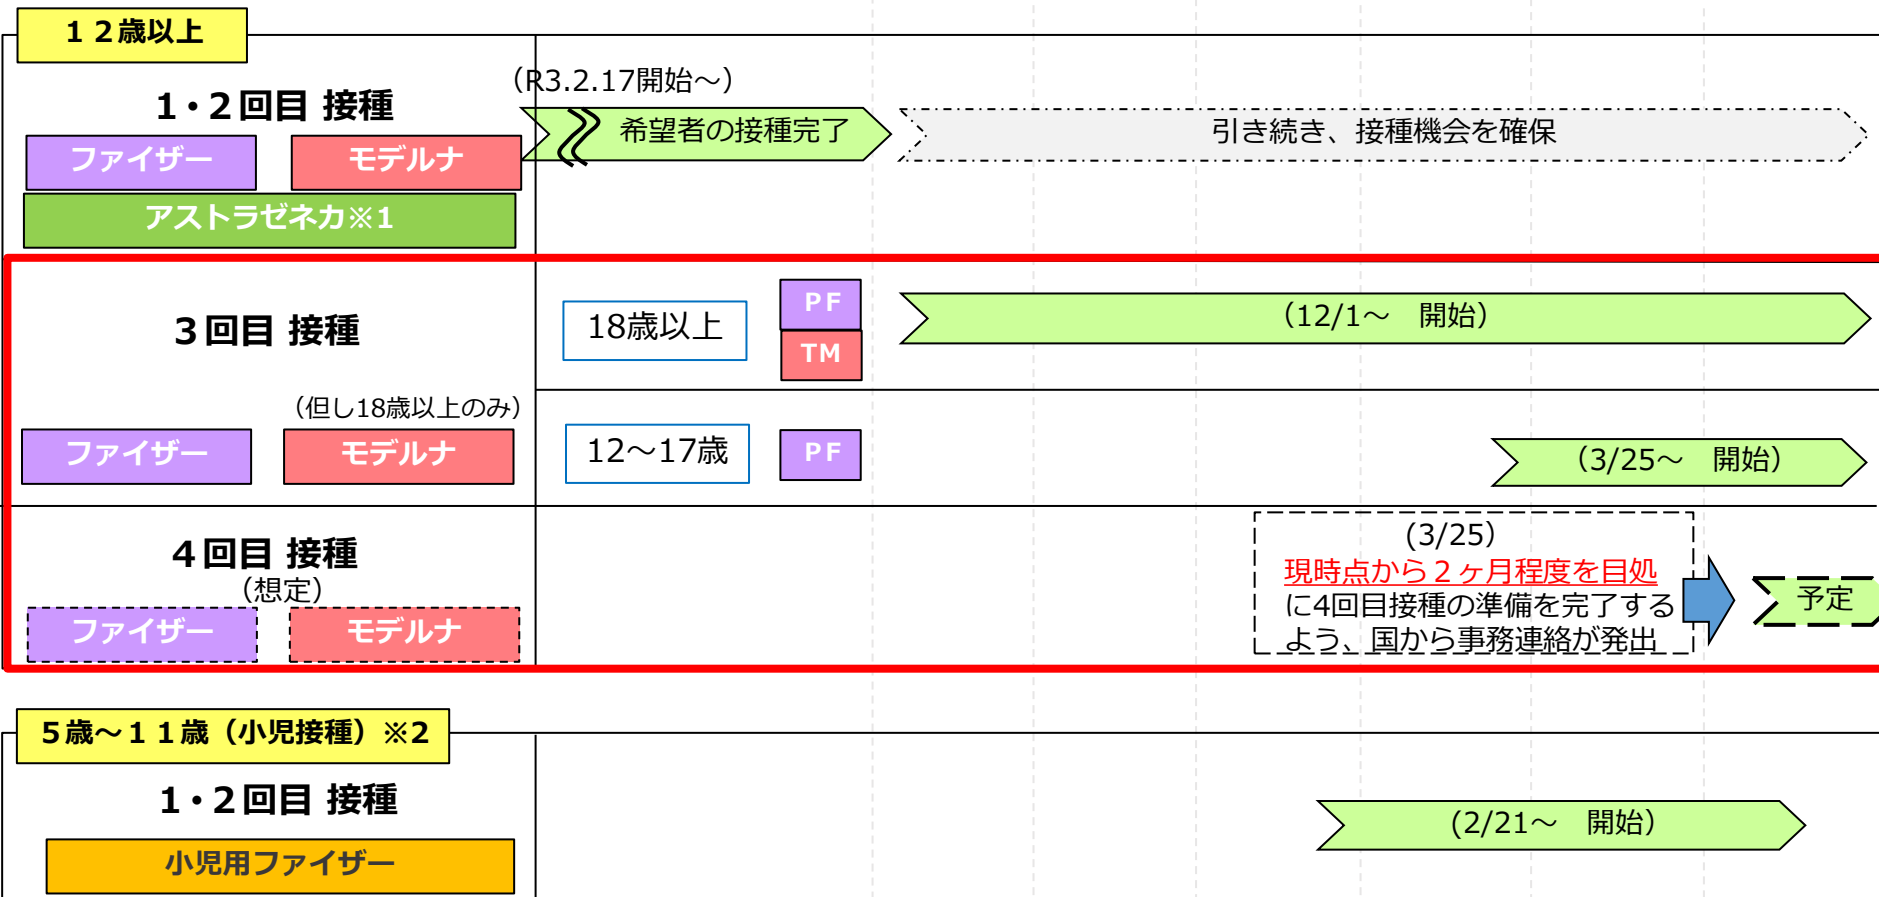 １２歳以上
1・２回目 接種
ファイザー
モデルナ
アストラゼネカ※1
（R3.2.17開始～）
希望者の接種完了
引き続き、接種機会を確保
３回目 接種
（但し18歳以上のみ）
ファイザー
モデルナ
18歳以上
PF
TM
（12/1～　開始）
12～17歳
PF
（3/25～　開始）
４回目 接種
（想定）
ファイザー
モデルナ
(3/25）
現時点から２ヶ月程度を目処
に4回目接種の準備を完了する
よう、国から事務連絡が発出
予定
５歳～１１歳（小児接種）※2
1・２回目 接種
小児用ファイザー
(2/21～　開始）